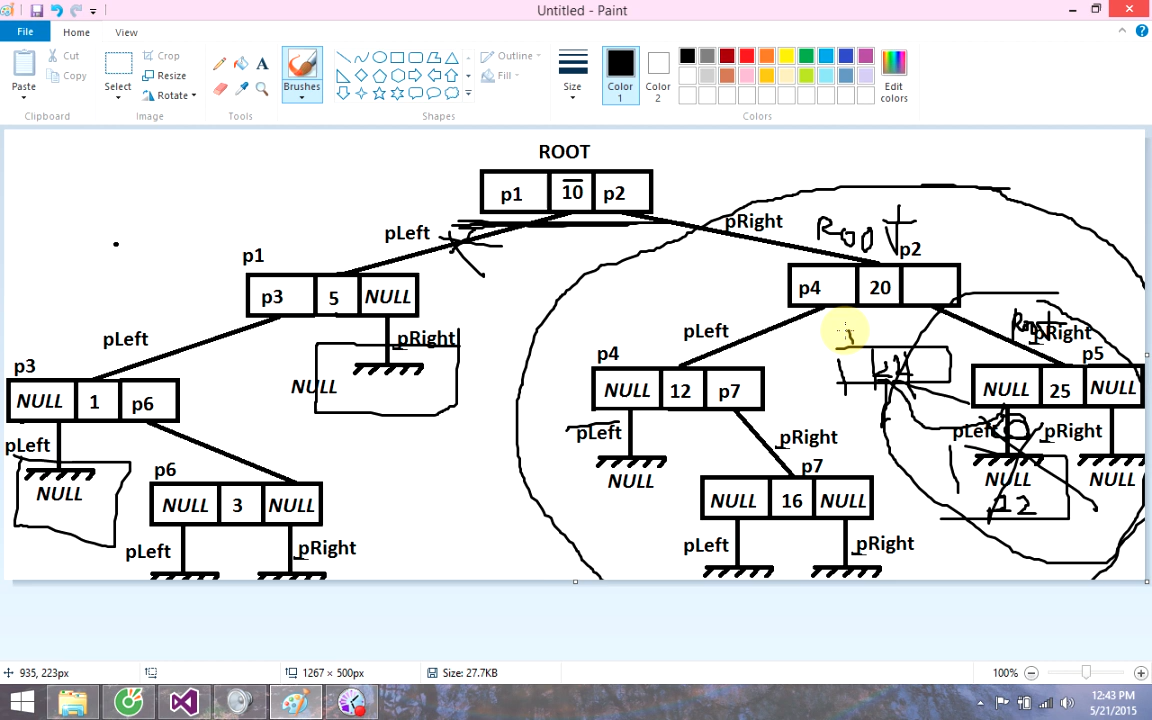 Untitled - Paint
File Home View
Paste
Cut
Copy
Clipboard
Select
Crop
Resize
Rotate
Image
Tools
Brushes
Shapes
Outline
Fill
Size
Color 1
Color 2
Edit colors
Colors
ROOT
p1 10 p2
pLeft
pRight
Root
p1
p2
p3 5 NULL
p4 20
pLeft
pRight
NULL
pLeft
Root
pRight
p3
p4
p5
NULL 1 p6
NULL 12 p7
NULL 25 NULL
pLeft
NULL
pLeft
NULL
pRight
pLeft
pRight
NULL
NULL
p6
p7
NULL 3 NULL
NULL 16 NULL
pLeft
pRight
pLeft
pRight
935, 223px
1267 × 500px
Size: 27.7KB
100%
12:43 PM
5/21/2015